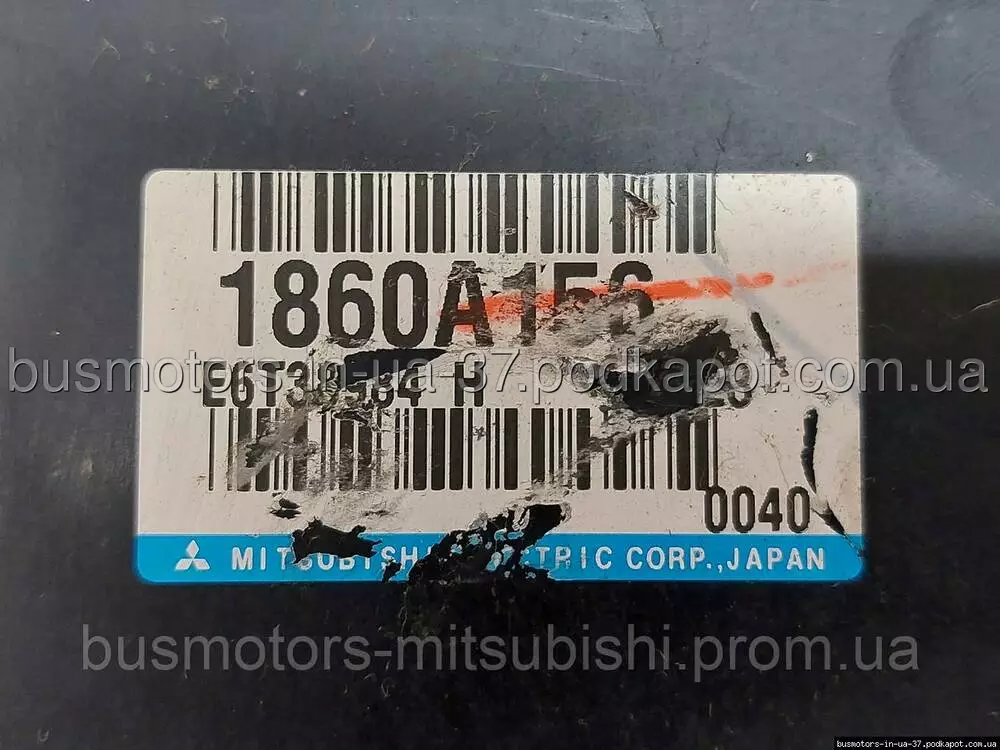 1860A156
busmotors-in-ua-37.podkapot.com.ua
0040
MITSUBISHI ELECTRIC CORP.,JAPAN
busmotors-mitsubishi.prom.ua
busmotors-in-ua-37.podkapot.com.ua